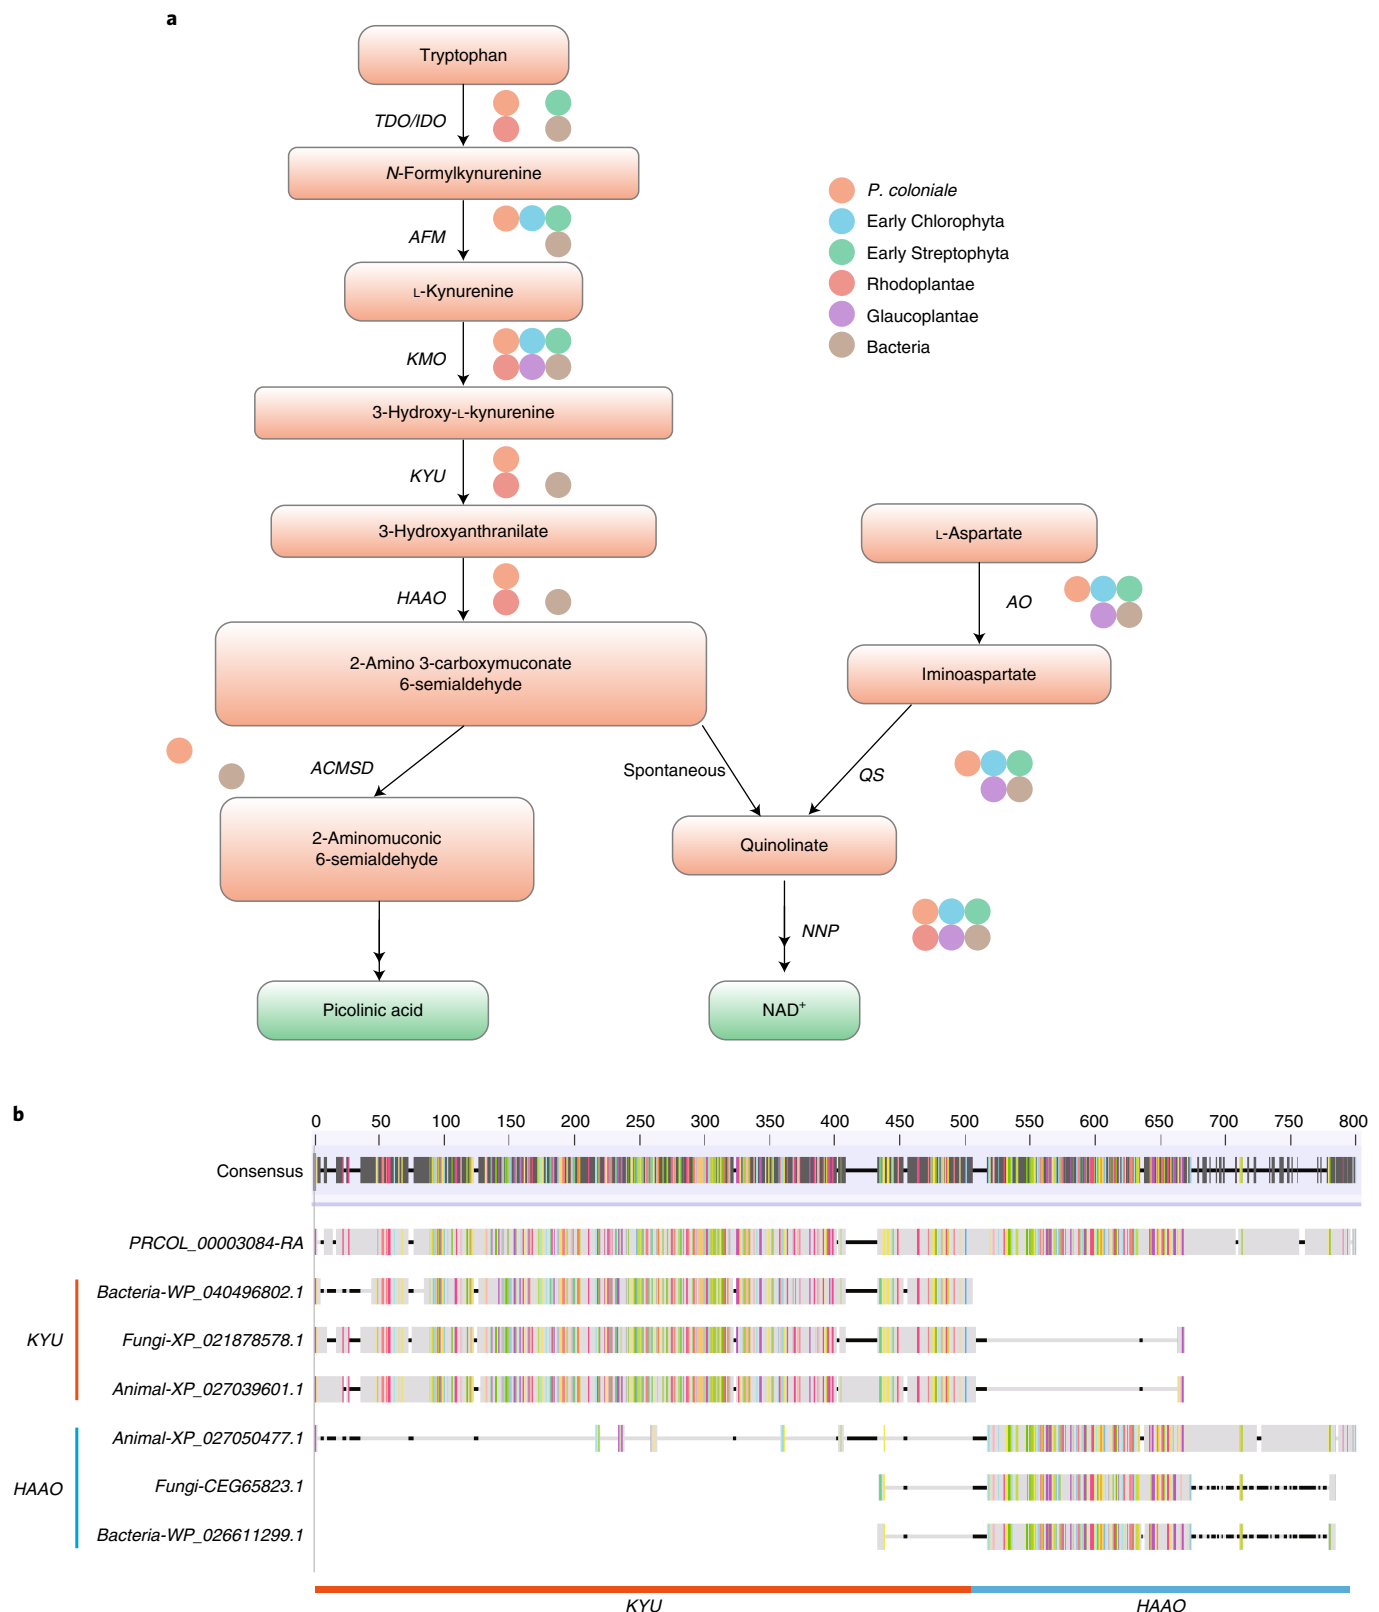 a
Tryptophan
TDO/IDO
N-Formylkynurenine
AFM
L-Kynurenine
KMO
3-Hydroxy-L-kynurenine
KYU
3-Hydroxyanthranilate
HAAO
2-Amino 3-carboxymuconate
6-semialdehyde
ACMSD
Spontaneous
2-Aminomuconic
6-semialdehyde
Picolinic acid
P. coloniale
Early Chlorophyta
Early Streptophyta
Rhodoplantae
Glaucoplantae
Bacteria
L-Aspartate
AO
Iminoaspartate
QS
Quinolinate
NNP
NAD+
b
0 50 100 150 200 250 300 350 400 450 500 550 600 650 700 750 800
Consensus
PRCOL_00003084-RA
KYU
Bacteria-WP_040496802.1
Fungi-XP_021878578.1
Animal-XP_027039601.1
HAAO
Animal-XP_027050477.1
Fungi-CEG65823.1
Bacteria-WP_026611299.1
KYU HAAO